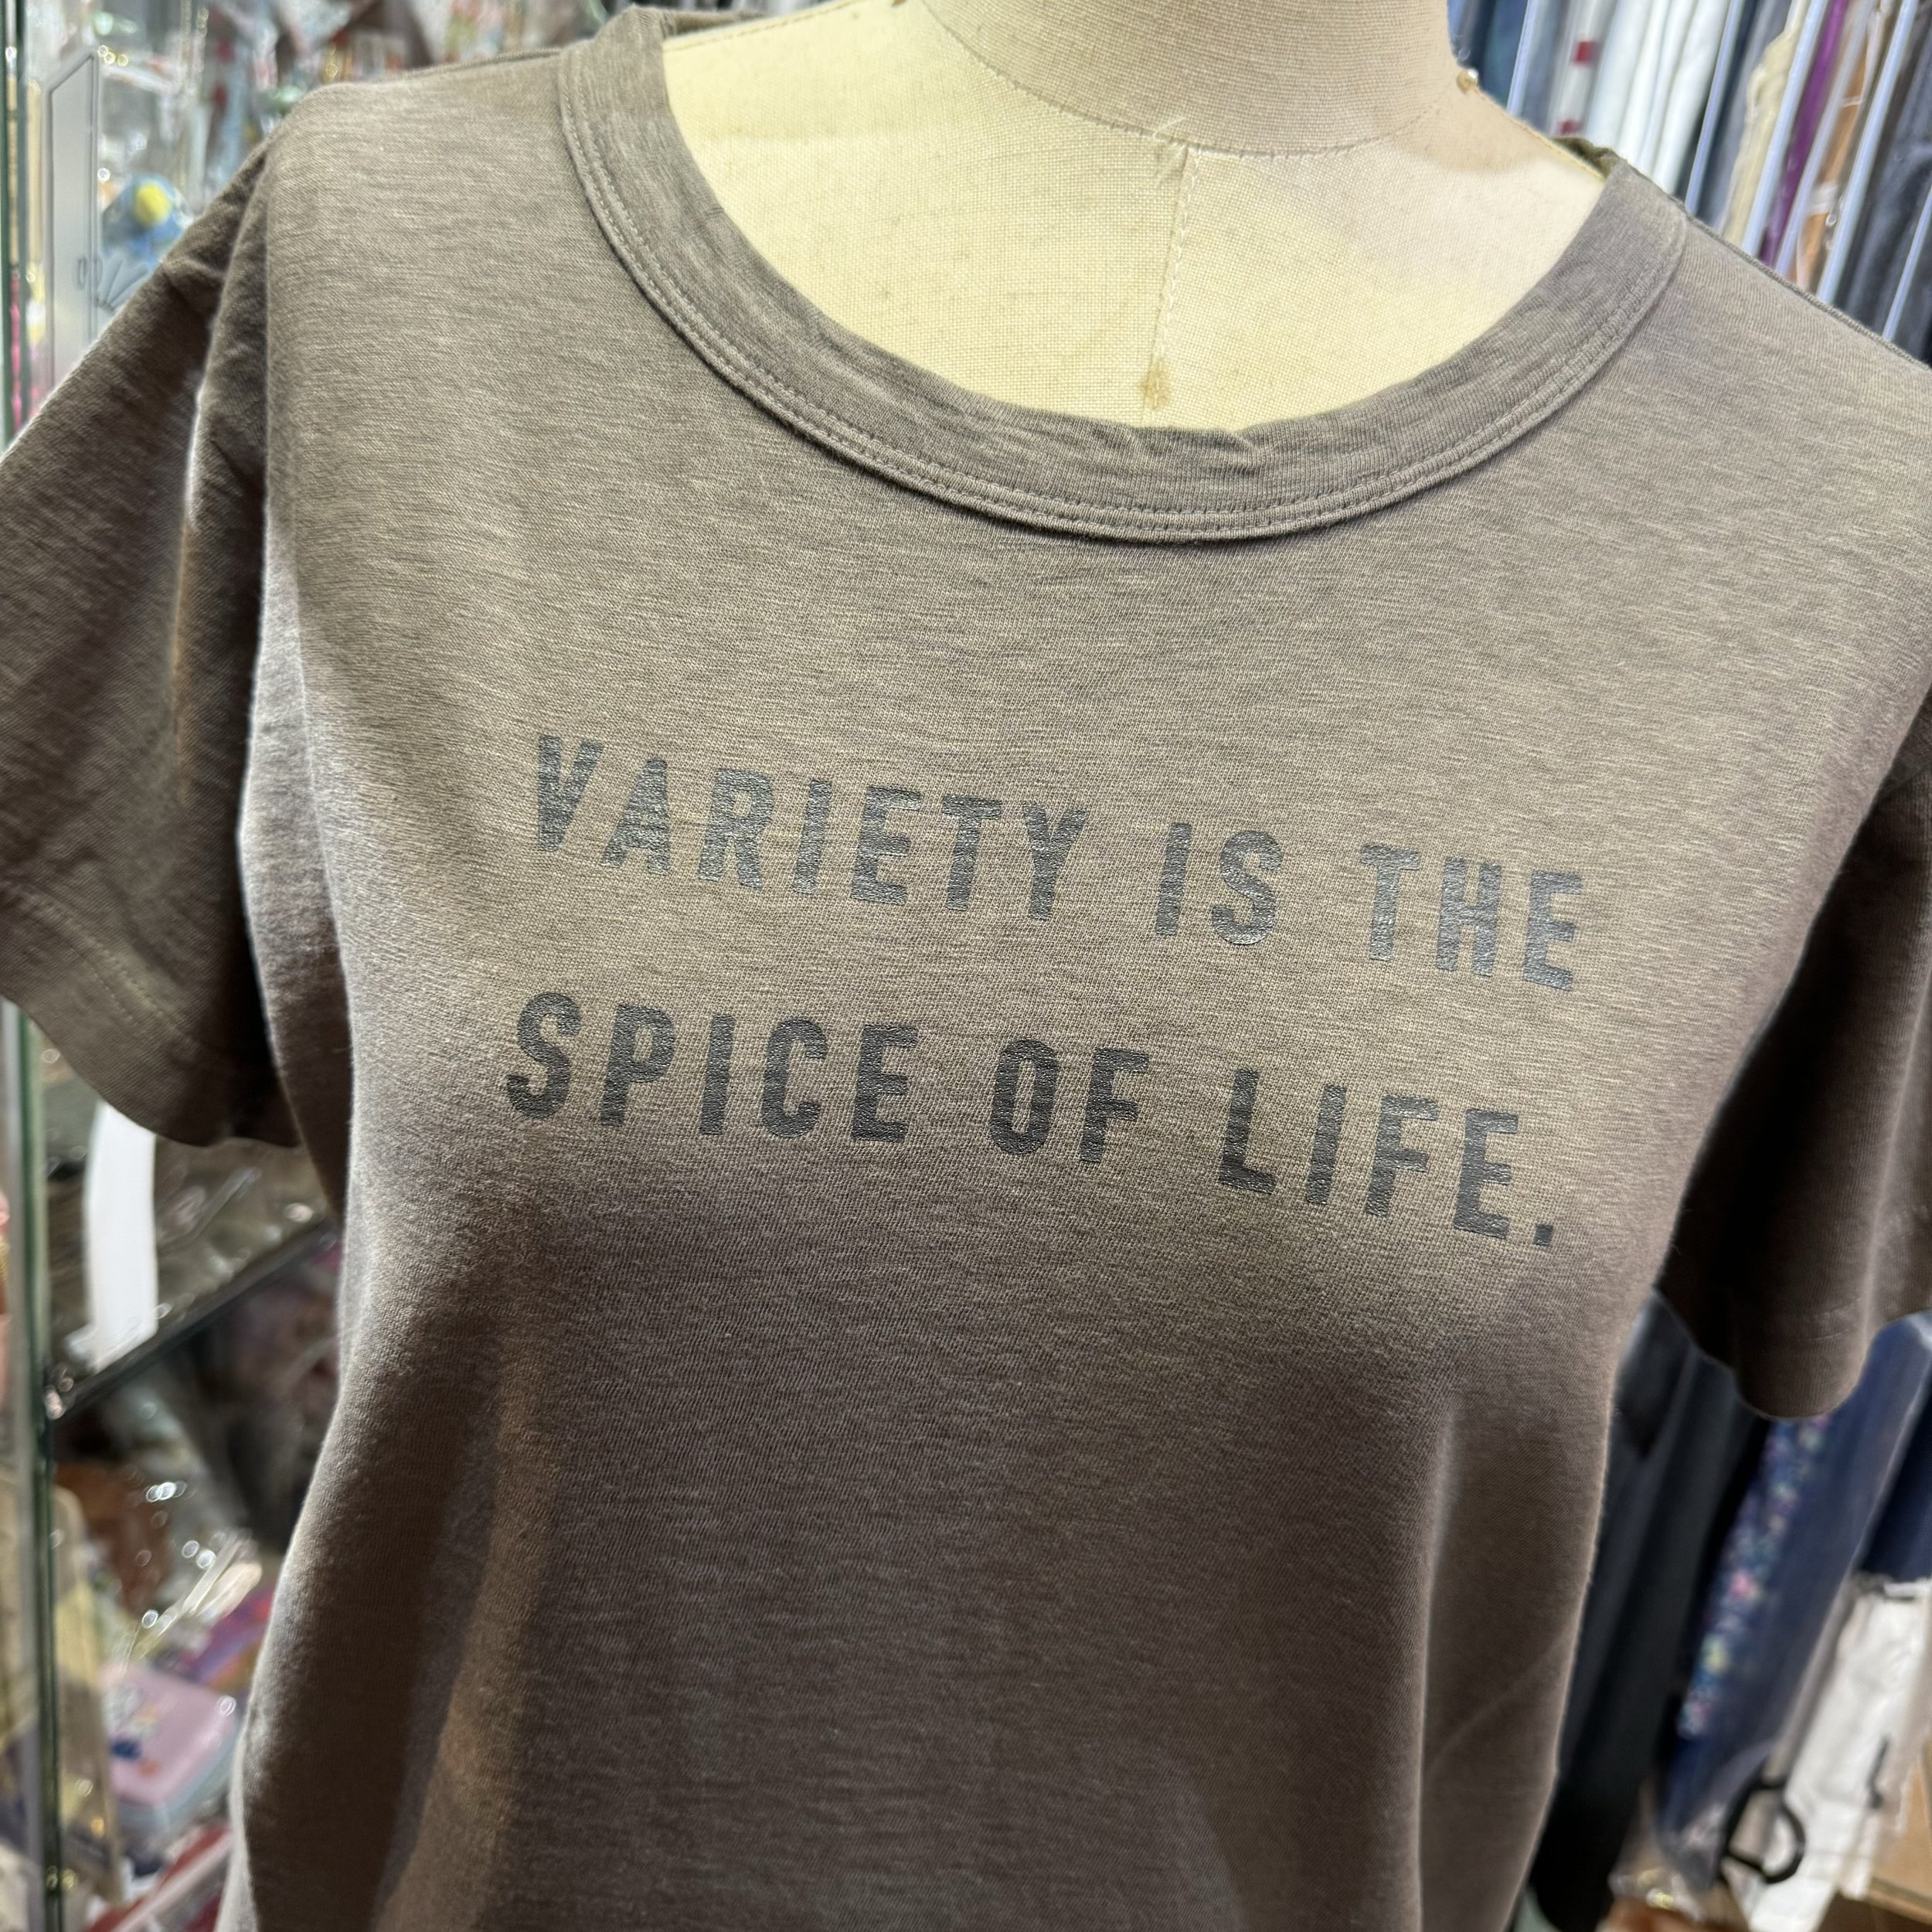 VARIETY IS THE
SPICE OF LIFE.